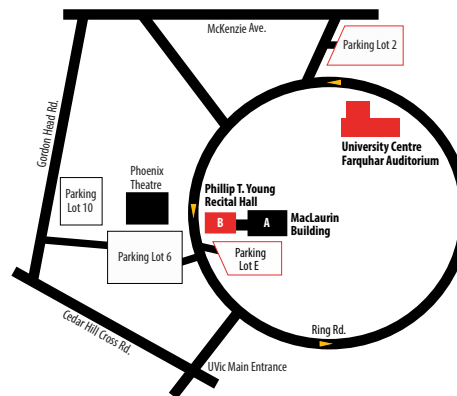 McKenzie Ave.
Parking Lot 2
Gordon Head Rd.
University Centre
Farquhar Auditorium
Phoenix
Theatre
Parking
Lot 10
Phillip T. Young
Recital Hall
B
A
MacLaurin
Building
Parking Lot 6
Parking
Lot E
Cedar Hill Cross Rd.
Ring Rd.
UVic Main Entrance